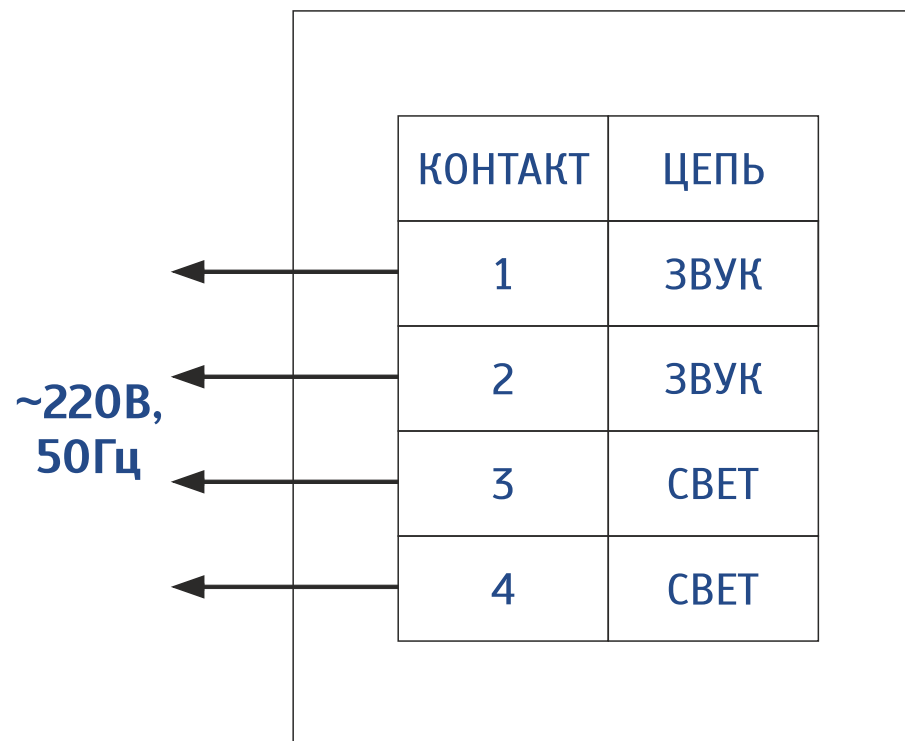 КОНТАКТ ЦЕПЬ
1 ЗВУК
2 ЗВУК
~220В,
50Гц
3 СВЕТ
4 СВЕТ